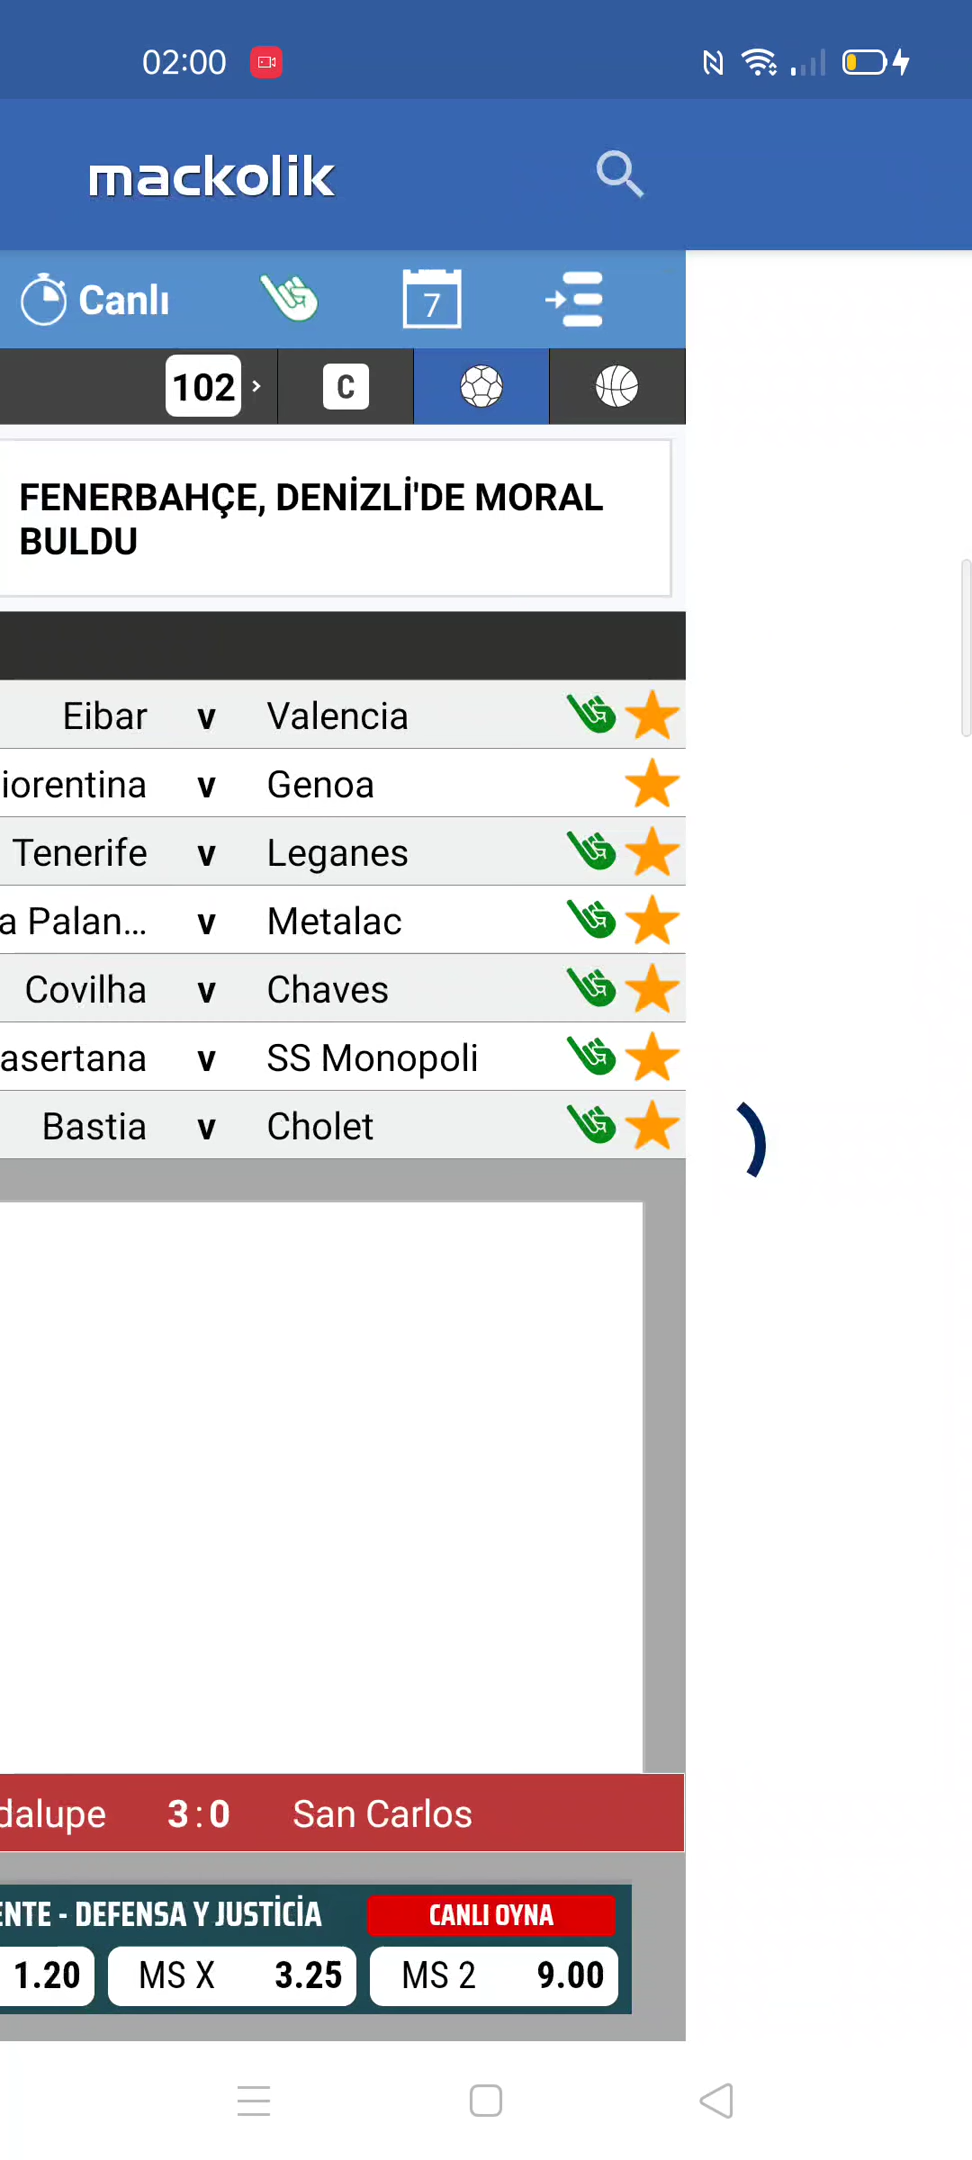 02:00
mackolik
Canlı 7
102 › C
FENERBAHÇE, DENİZLİ'DE MORAL
BULDU
Eibar v Valencia
iorentina v Genoa
Tenerife v Leganes
a Palan... v Metalac
Covilha v Chaves
asertana v SS Monopoli
Bastia v Cholet
dalupe 3:0 San Carlos
ENTE - DEFENSA Y JUSTİCİA CANLI OYNA
1.20 MS X 3.25 MS 2 9.00